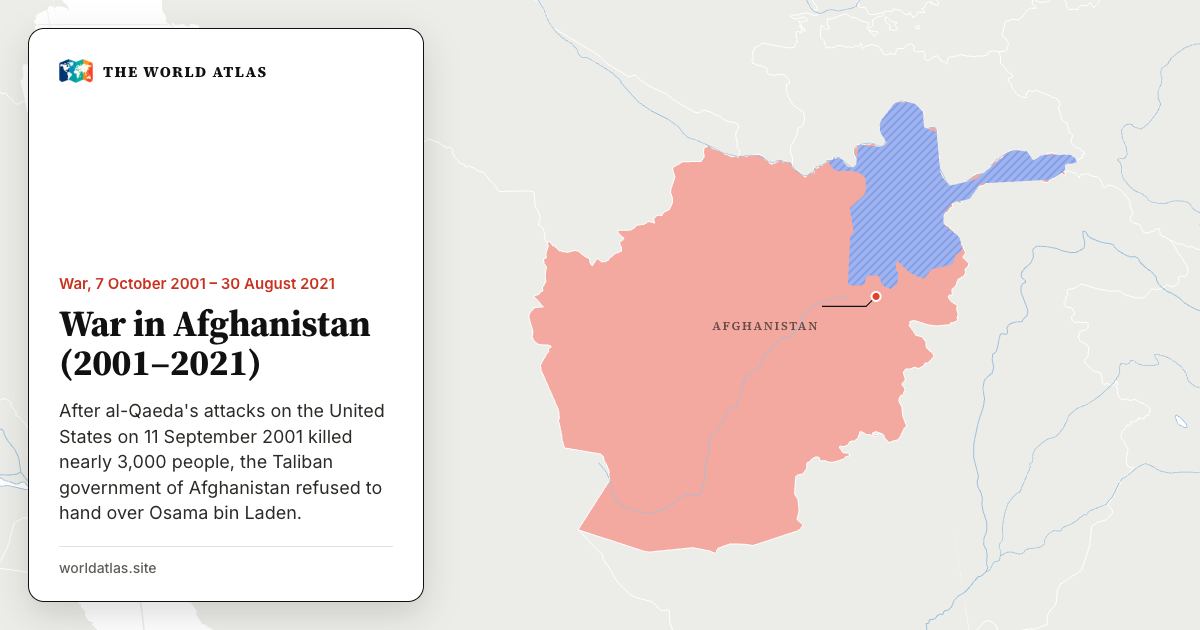 THE WORLD ATLAS
War, 7 October 2001 – 30 August 2021
War in Afghanistan
(2001–2021)
After al-Qaeda's attacks on the United
States on 11 September 2001 killed
nearly 3,000 people, the Taliban
government of Afghanistan refused to
hand over Osama bin Laden.
worldatlas.site
AFGHANISTAN